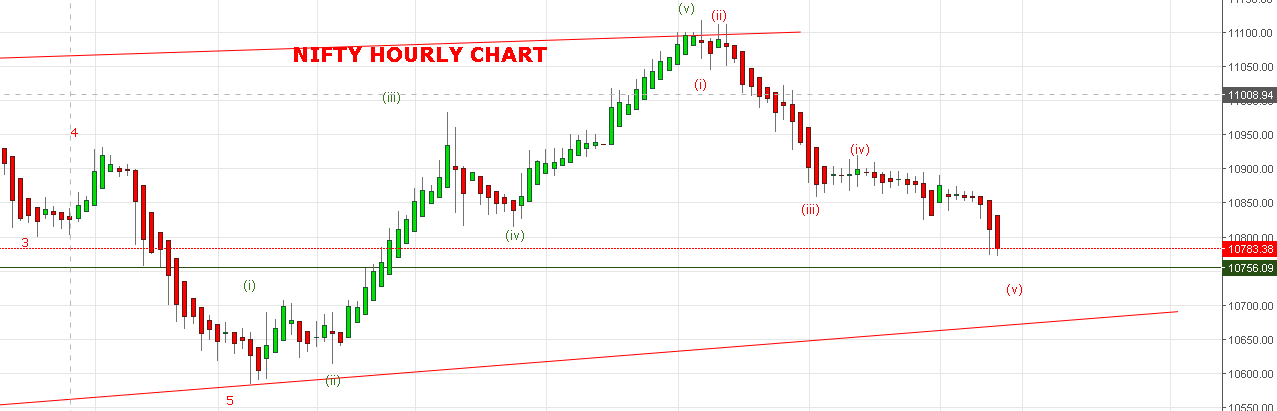 11150.00
(v)
(ii)
11100.00
NIFTY HOURLY CHART
11050.00
(i)
(iii)
11008.94
4
10950.00
(iv)
10900.00
(iii)
10850.00
(iv)
3
10800.00
10783.38
10756.09
(i)
(v)
10700.00
10650.00
(ii)
10600.00
5
10550.00